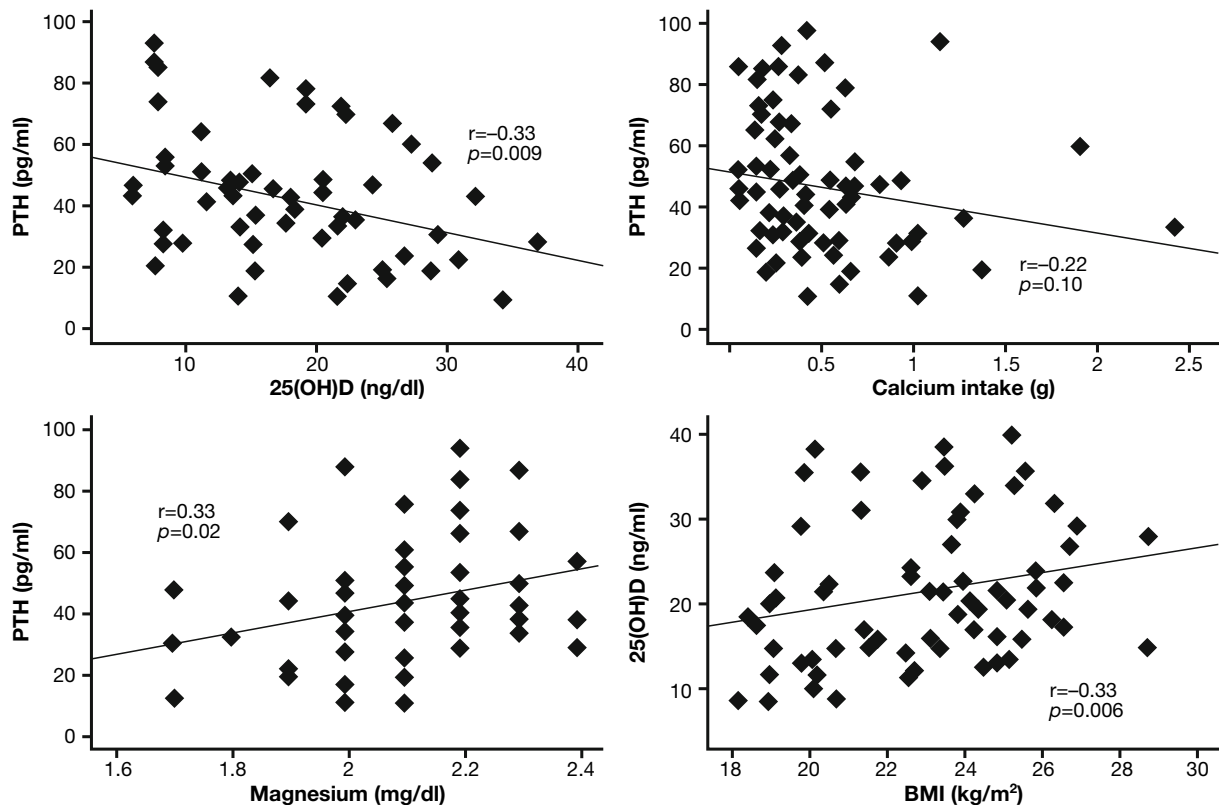 100
80
60
40
20
0
PTH (pg/ml)
r=–0.33
p=0.009
10
20
30
40
25(OH)D (ng/dl)
100
80
60
40
20
0
PTH (pg/ml)
r=–0.22
p=0.10
0.5
1
1.5
2
2.5
Calcium intake (g)
100
80
60
40
20
0
PTH (pg/ml)
r=0.33
p=0.02
1.6
1.8
2
2.2
2.4
Magnesium (mg/dl)
40
30
20
10
25(OH)D (ng/ml)
r=–0.33
p=0.006
18
20
22
24
26
28
30
BMI (kg/m²)